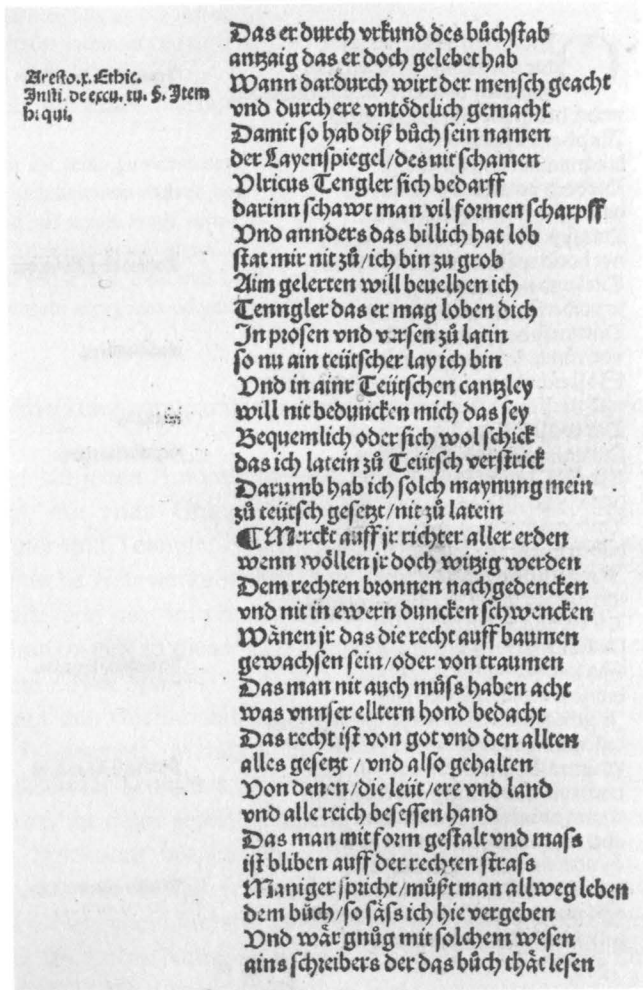 Das er durch vrkund des bůchstab
antzaig das er doch gelebet hab
Aresto.x. Ethic.
Insti. de excu. tu. §. Item
hi qui.
Wann dardurch wirt der mensch geacht
vnd durch ere vntödtlich gemacht
Damit so hab diß bůch sein namen
der Layenspiegel/des nit schamen
Vlricus Tengler sich bedarff
darinn schawt man vil formen scharpff
Vnd annders das billich hat lob
stat mir nit zů/ich bin zu grob
Aim gelerten will beuelhen ich
Tenngler das er mag loben dich
In prosen vnd versen zů latin
so nu ain teütscher lay ich bin
Vnd in ainr Teütschen cantzley
will nit beduncken mich das sey
Bequemlich oder sich wol schick
das ich latein zů Teütsch verstrick
Darumb hab ich solch maynung mein
zů teütsch gesetzt/nit zů latein
¶ Merckt auff jr richter aller erden
wenn wöllen jr doch witzig werden
Dem rechten bronnen nachgedencken
vnd nit in ewern duncken schwencken
Wänen jr das die recht auff baumen
gewachsen sein/oder von traumen
Das man nit auch můss haben acht
was vnnser elltern hond bedacht
Das recht ist von got vnd den allten
alles gesetzt / vnd also gehalten
Von denen/die leüt/ere vnd land
vnd alle reich besessen hand
Das man mit form gestalt vnd mass
ist bliben auff der rechten strass
Maniger spricht/můßt man allweg leben
dem bůch/so säss ich hie vergeben
Vnd wär gnůg mit solchem wesen
ains schreibers der das bůch thät lesen